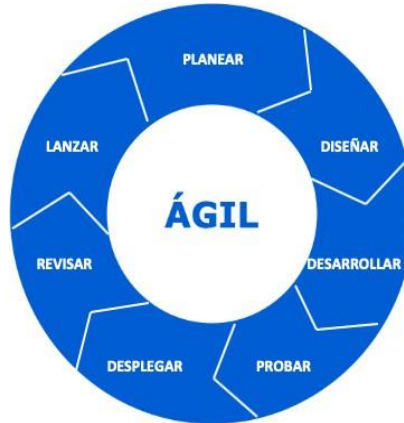 PLANEAR
DISEÑAR
DESARROLLAR
PROBAR
DESPLEGAR
REVISAR
LANZAR
ÁGIL